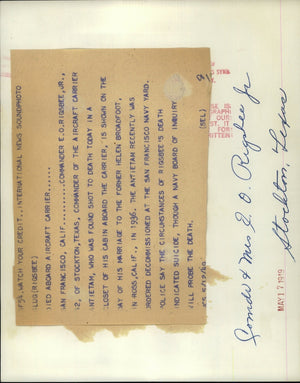 FS4. WATCH YOUR CREDIT..INTERNATIONAL NEWS SOUNDPHOTO
SLUG(RIGSBEE)
DIED ABOARD AIRCRAFT CARRIER......
SAN FRANCISCO, CALIF.........COMMANDER E.O. RIGSBEE, JR.,
42, OF STOCKTON, TEXAS, COMMANDER OF THE AIRCRAFT CARRIER
ANTIETAM, WHO WAS FOUND SHOT TO DEATH TODAY IN A
CLOSET OF HIS CABIN ABOARD THE CARRIER, IS SHOWN ON THE
DAY OF HIS MARRIAGE TO THE FORMER HELEN BROADFOOT,
IN ROSS, CALIF., IN 1936. THE ANTIETAM RECENTLY WAS
ORDERED DECOMMISSIONED AT THE SAN FRANCISCO NAVY YARD.
POLICE SAY THE CIRCUMSTANCES OF RIGSBEE'S DEATH
INDICATED SUICIDE, THOUGH A NAVY BOARD OF INQUIRY
WILL PROBE THE DEATH.
(SEL)
Comdr & Mrs E. O. Rigsbee Jr
Stockton, Texas
MAY 17 1949